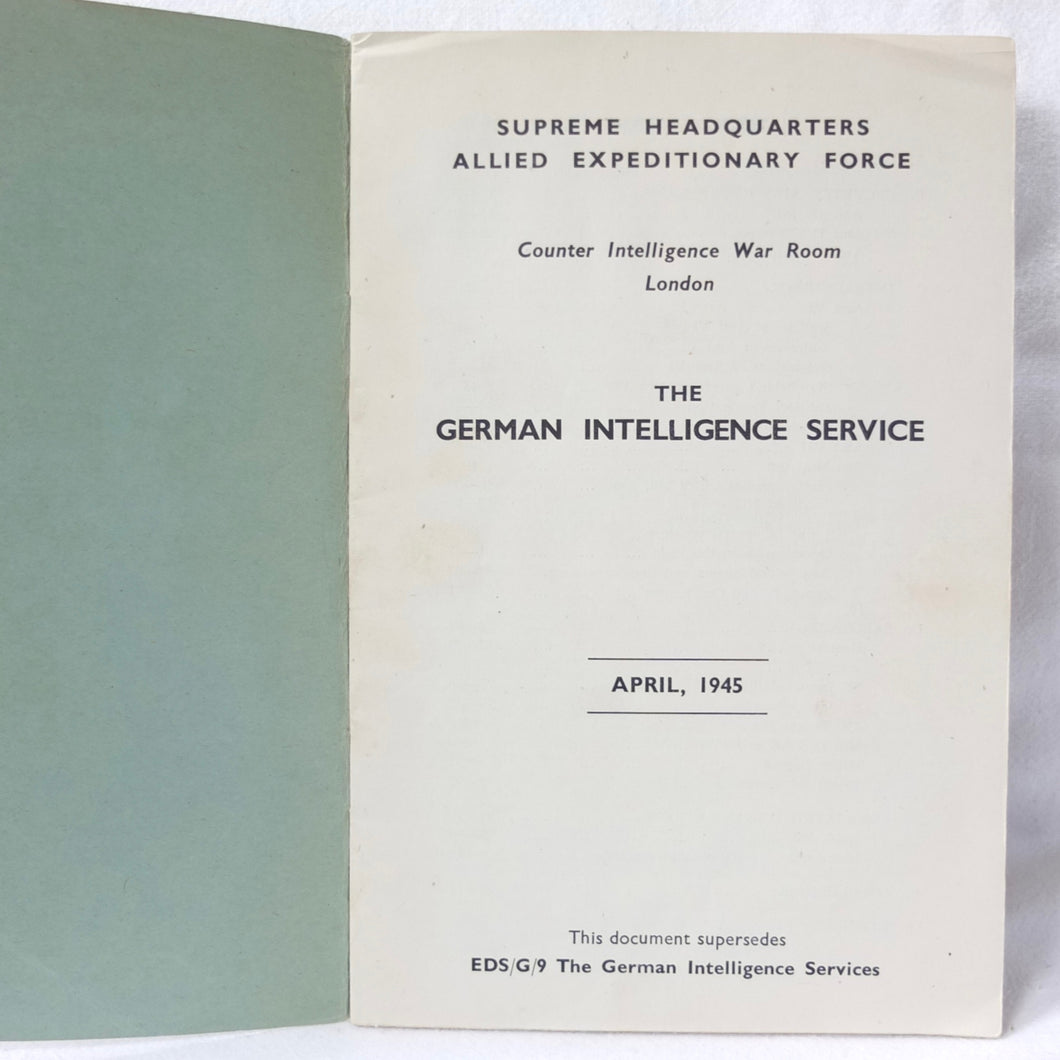 SUPREME HEADQUARTERS
ALLIED EXPEDITIONARY FORCE
Counter Intelligence War Room
London
THE
GERMAN INTELLIGENCE SERVICE
APRIL, 1945
This document supersedes
EDS/G/9 The German Intelligence Services